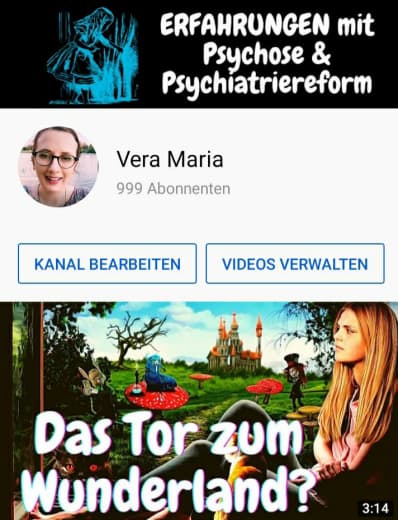 ERFAHRUNGEN mit
Psychose &
Psychiatriereform
Vera Maria
999 Abonnenten
KANAL BEARBEITEN
VIDEOS VERWALTEN
Das Tor zum
Wunderland?
3:14